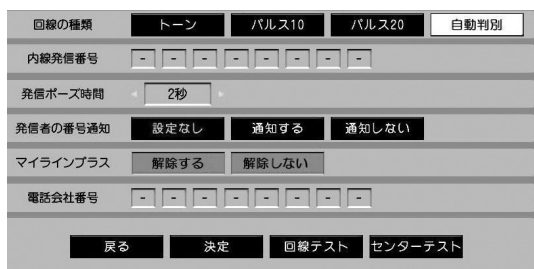 回線の種類 トーン パルス10 パルス20 自動判別
内線発信番号 - - - - - - - -
発信ポーズ時間 2秒
発信者の番号通知 設定なし 通知する 通知しない
マイラインプラス 解除する 解除しない
電話会社番号 - - - - - - - -
戻る 決定 回線テスト センターテスト